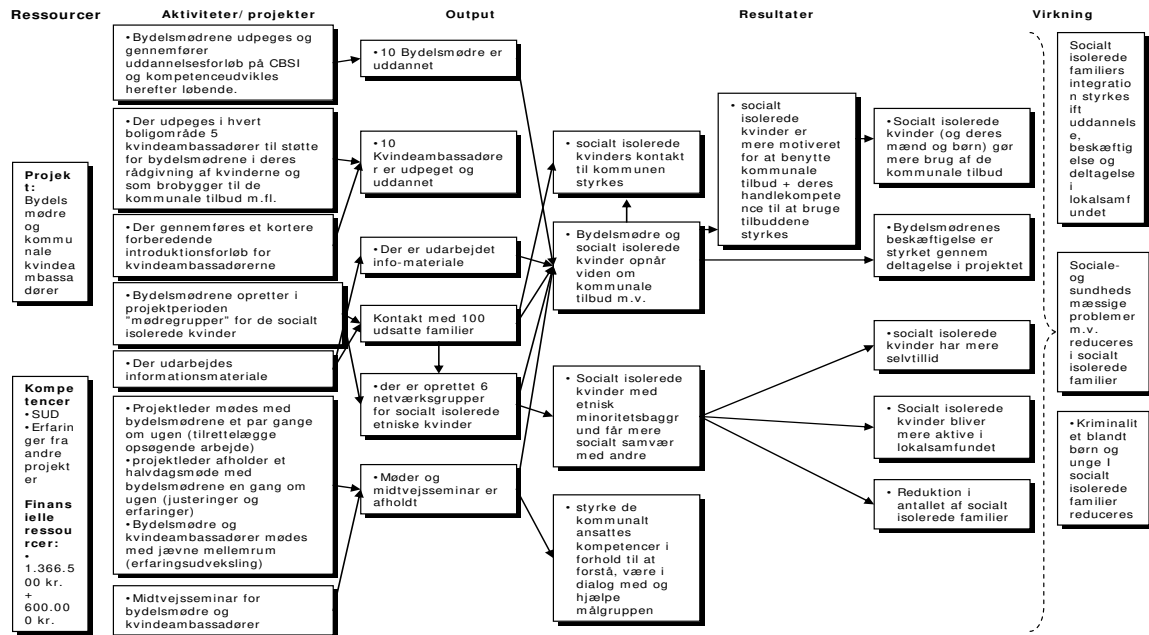 Ressourcer
Aktiviteter/ projekter
Output
Resultater
Virkning
Projek
t:
Bydels
mødre
og
kommu
nale
kvindea
mbassa
dører
Kompe
tencer
• SUD
• Erfarin
ger fra
andre
projekt
er
Finans
ielle
ressou
rcer:
•
1.366.5
00 kr.
+
600.00
0 kr.
• Bydelsmødrene udpeges og
gennemfører
uddannelsesforløb på CBSI
og kompetenceudvikles
herefter løbende.
• Der udpeges i hvert
boligområde 5
kvindeambassadører til støtte
for bydelsmødrene i deres
rådgivning af kvinderne og
som brobygger til de
kommunale tilbud m.fl.
• Der gennemføres et kortere
forberedende
introduktionsforløb for
kvindeambassadørerne
• Bydelsmødrene opretter i
projektperioden
"mødregrupper" for de socialt
isolerede kvinder
• Der udarbejdes
informationsmateriale
• Projektleder mødes med
bydelsmødrene et par gange
om ugen (tilrettelægge
opsøgende arbejde)
• projektleder afholder et
halvdagsmøde med
bydelsmødrene en gang om
ugen (justeringer og
erfaringer)
• Bydelsmødre og
kvindeambassadører mødes
med jævne mellemrum
(erfaringsudveksling)
• Midtvejsseminar for
bydelsmødre og
kvindeambassadører
• 10 Bydelsmødre er
uddannet
• 10
Kvindeambassadøre
r er udpeget og
uddannet
• Der er udarbejdet
info-materiale
Kontakt med 100
udsatte familier
• der er oprettet 6
netværksgrupper
for socialt isolerede
etniske kvinder
• Møder og
midtvejsseminar er
afholdt
• socialt isolerede
kvinders kontakt
til kommunen
styrkes
• Bydelsmødre og
socialt isolerede
kvinder opnår
viden om
kommunale
tilbud m.v.
• Socialt isolerede
kvinder med
etnisk
minoritetsbaggr
und får mere
socialt samvær
med andre
• styrke de
kommunalt
ansattes
kompetencer i
forhold til at
forstå, være i
dialog med og
hjælpe
målgruppen
• socialt
isolerede
kvinder er
mere motiveret
for at benytte
kommunale
tilbud + deres
handlekompete
nce til at bruge
tilbuddene
styrkes
• Socialt isolerede
kvinder (og deres
mænd og børn) gør
mere brug af de
kommunale tilbud
• Bydelsmødrenes
beskæftigelse er
styrket gennem
deltagelse i projektet
• socialt isolerede
kvinder har mere
selvtillid
• Socialt isolerede
kvinder bliver
mere aktive i
lokalsamfundet
• Reduktion i
antallet af socialt
isolerede familier
Socialt
isolerede
familiers
integratio
n styrkes
ift
uddannels
e,
beskæftig
else og
deltagelse
i
lokalsamf
undet
Sociale-
og
sundheds
mæssige
problemer
m.v.
reduceres
i socialt
isolerede
familier
• Kriminalit
et blandt
børn og
unge I
socialt
isolerede
familier
reduceres